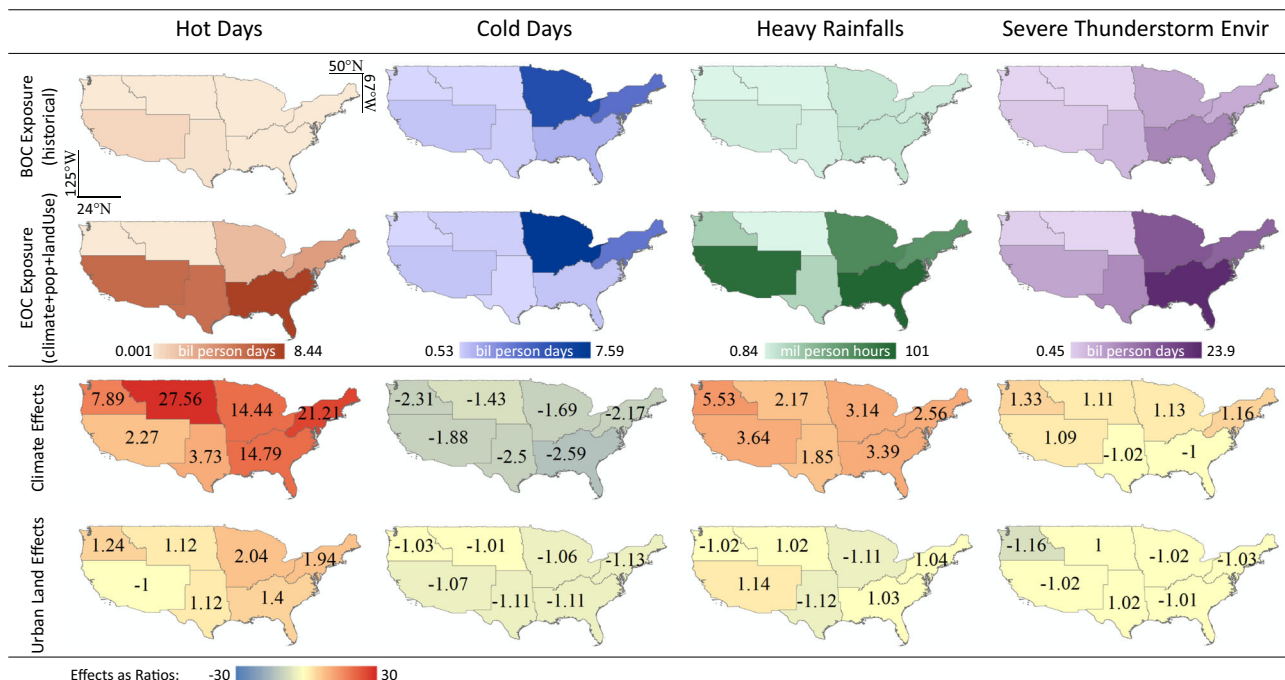 Hot Days
Cold Days
Heavy Rainfalls
Severe Thunderstorm Envir
BOC Exposure
(historical)
50°N
67°W
125°W
24°N
EOC Exposure
(climate+pop+landUse)
0.001 bil person days 8.44
0.53 bil person days 7.59
0.84 mil person hours 101
0.45 bil person days 23.9
Climate Effects
7.89 27.56 14.44 21.21
2.27 3.73 14.79
-2.31 -1.43 -1.69 -2.17
-1.88 -2.5 -2.59
5.53 2.17 3.14 2.56
3.64 1.85 3.39
1.33 1.11 1.13 1.16
1.09 -1.02 -1
Urban Land Effects
1.24 1.12 2.04 1.94
-1 1.12 1.4
-1.03 -1.01 -1.06 -1.13
-1.07 -1.11 -1.11
-1.02 1.02 -1.11 1.04
1.14 -1.12 1.03
-1.16 1 -1.02 -1.03
-1.02 1.02 -1.01
Effects as Ratios: -30 30